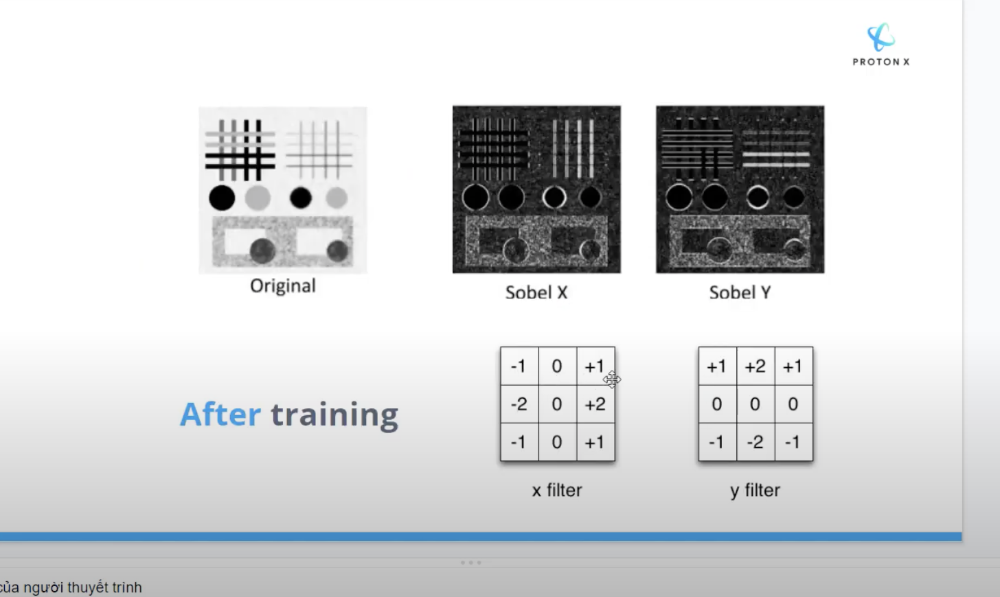 PROTON X
Original
Sobel X
Sobel Y
After training
-1 0 +1
-2 0 +2
-1 0 +1
x filter
+1 +2 +1
0 0 0
-1 -2 -1
y filter
của người thuyết trình